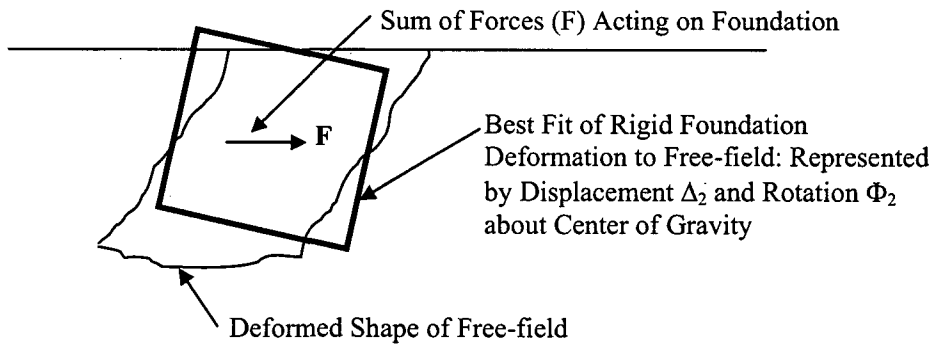 Sum of Forces (F) Acting on Foundation
F
Best Fit of Rigid Foundation
Deformation to Free-field: Represented
by Displacement Δ₂ and Rotation Φ₂
about Center of Gravity
Deformed Shape of Free-field